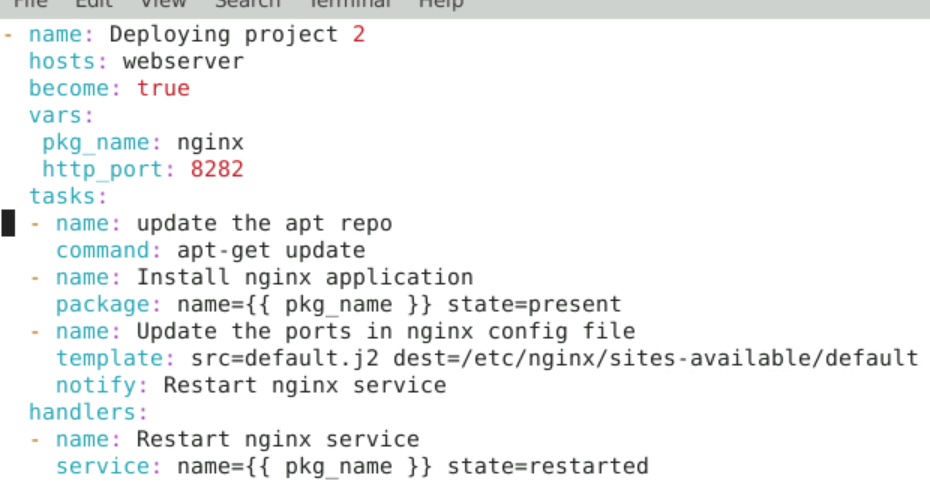 File Edit View Search Terminal Help
- name: Deploying project 2
  hosts: webserver
  become: true
  vars:
   pkg_name: nginx
   http_port: 8282
  tasks:
  - name: update the apt repo
    command: apt-get update
  - name: Install nginx application
    package: name={{ pkg_name }} state=present
  - name: Update the ports in nginx config file
    template: src=default.j2 dest=/etc/nginx/sites-available/default
    notify: Restart nginx service
  handlers:
  - name: Restart nginx service
    service: name={{ pkg_name }} state=restarted